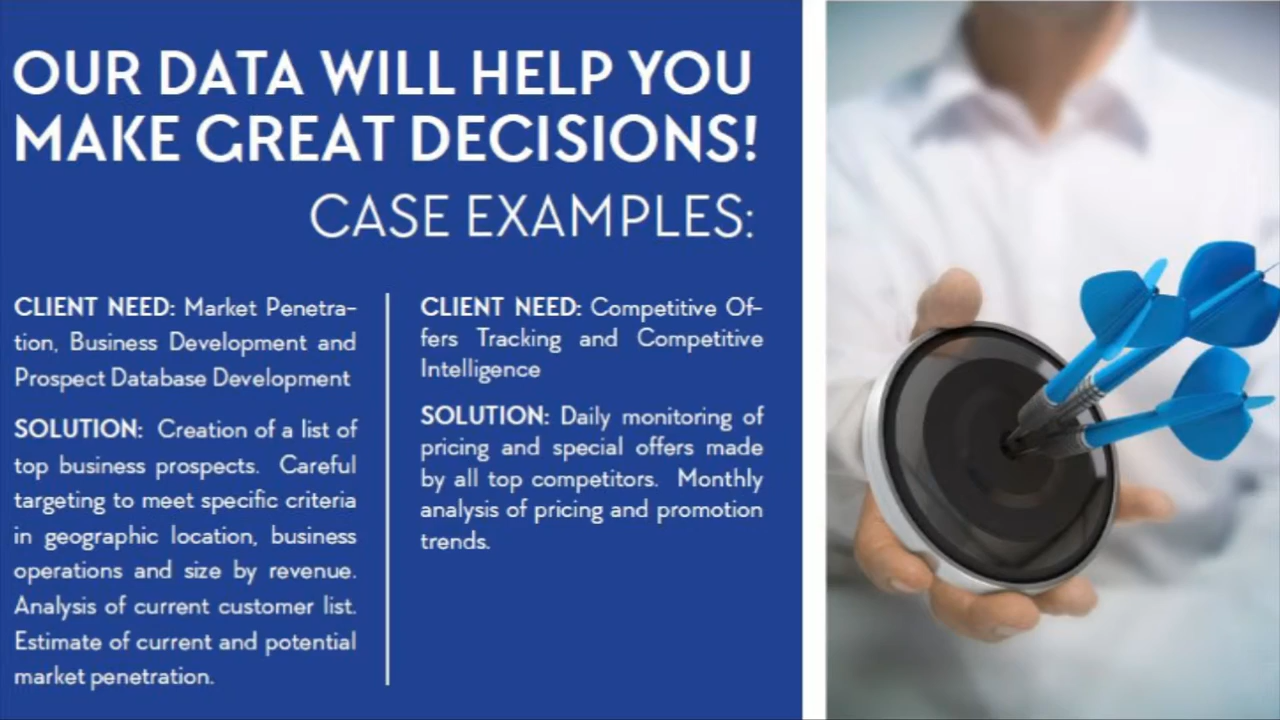 OUR DATA WILL HELP YOU
MAKE GREAT DECISIONS!
CASE EXAMPLES:
CLIENT NEED: Market Penetra-
tion, Business Development and
Prospect Database Development
SOLUTION: Creation of a list of
top business prospects. Careful
targeting to meet specific criteria
in geographic location, business
operations and size by revenue.
Analysis of current customer list.
Estimate of current and potential
market penetration.
CLIENT NEED: Competitive Of-
fers Tracking and Competitive
Intelligence
SOLUTION: Daily monitoring of
pricing and special offers made
by all top competitors. Monthly
analysis of pricing and promotion
trends.